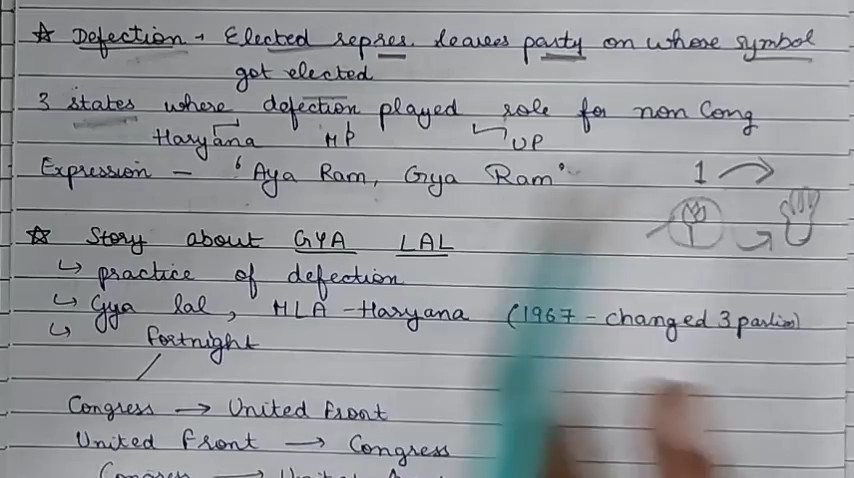 ☆ Defection → Elected repres. leaves party on whose symbol
got elected
3 states where defection played role for non Cong
Haryana MP UP
Expression - 'Aya Ram, Gya Ram'
1 →
☆ Story about GYA LAL
↳ practice of defection
↳ Gya lal, MLA - Haryana (1967 - changed 3 parties)
↳ fortnight
Congress → United Front
United Front → Congress
Congress → United